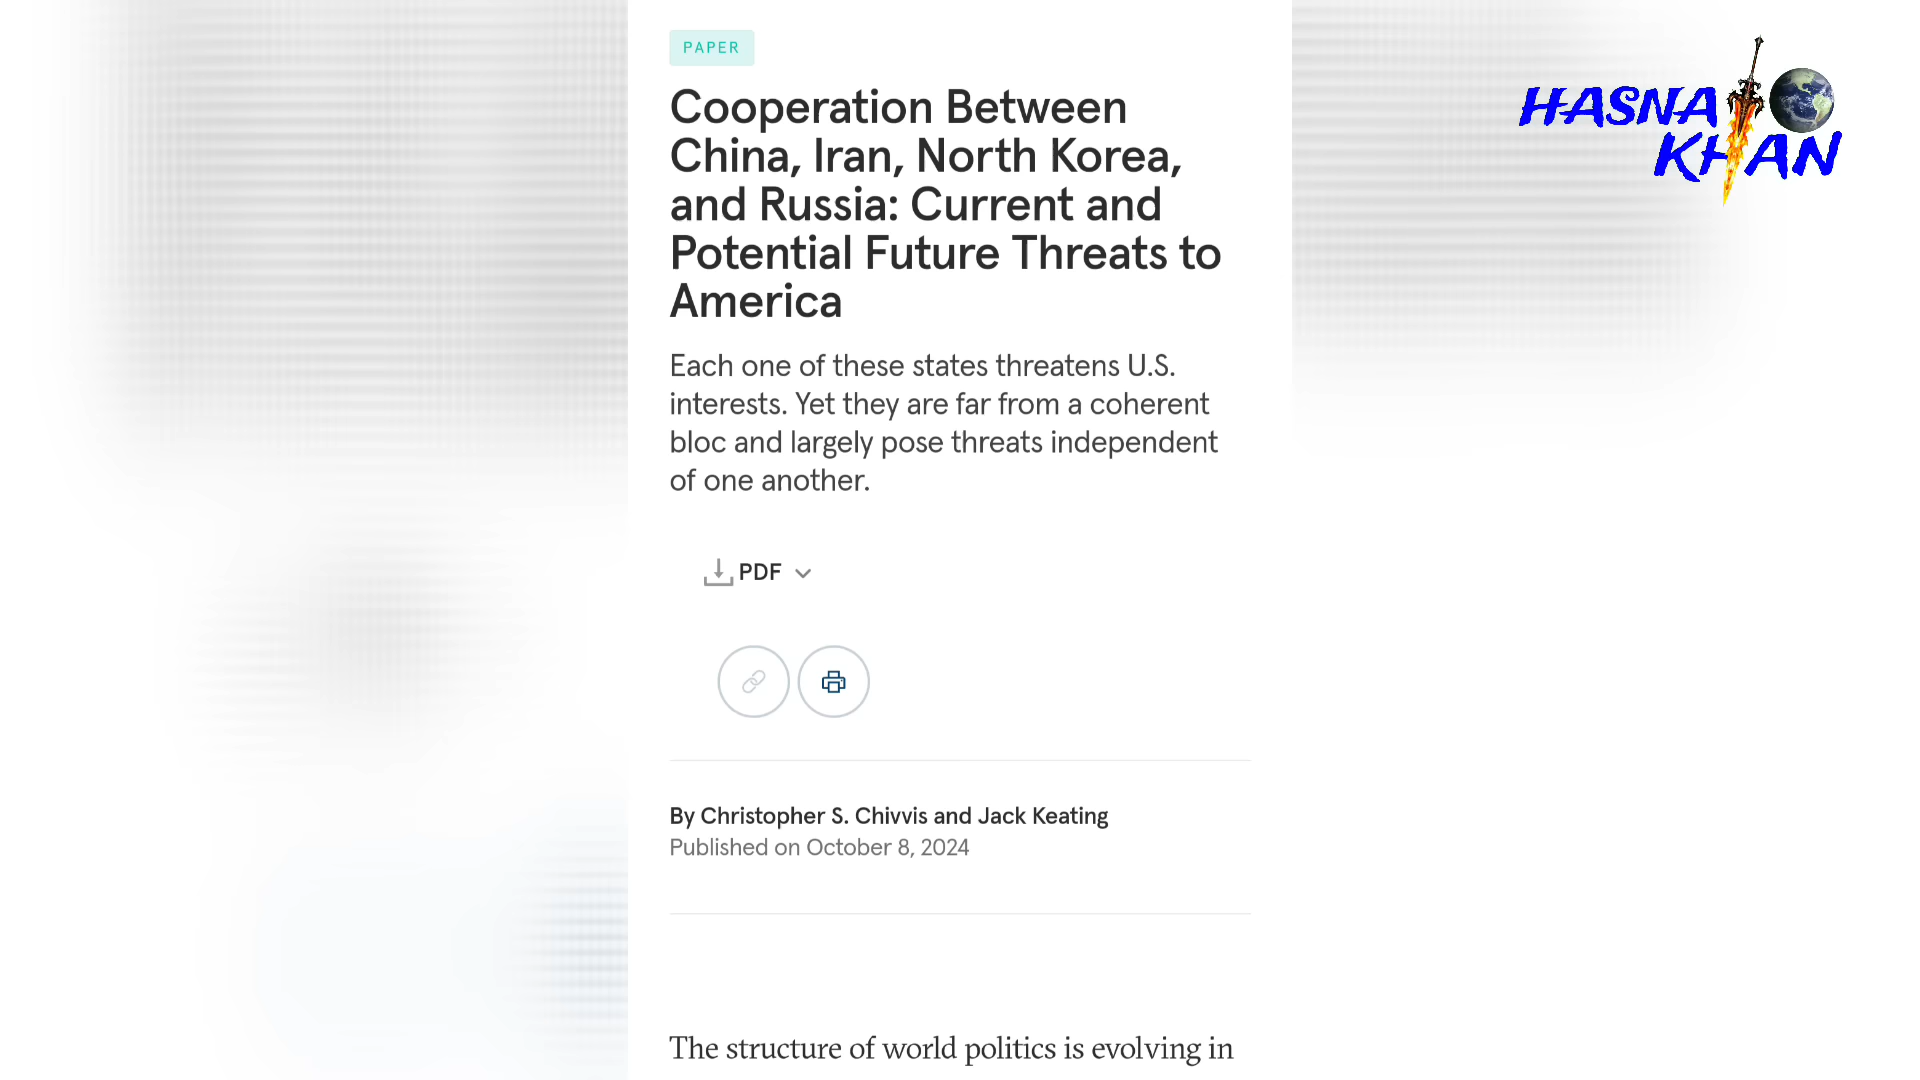 PAPER
Cooperation Between
China, Iran, North Korea,
and Russia: Current and
Potential Future Threats to
America
Each one of these states threatens U.S.
interests. Yet they are far from a coherent
bloc and largely pose threats independent
of one another.
PDF
By Christopher S. Chivvis and Jack Keating
Published on October 8, 2024
The structure of world politics is evolving in
HASNA
KHAN